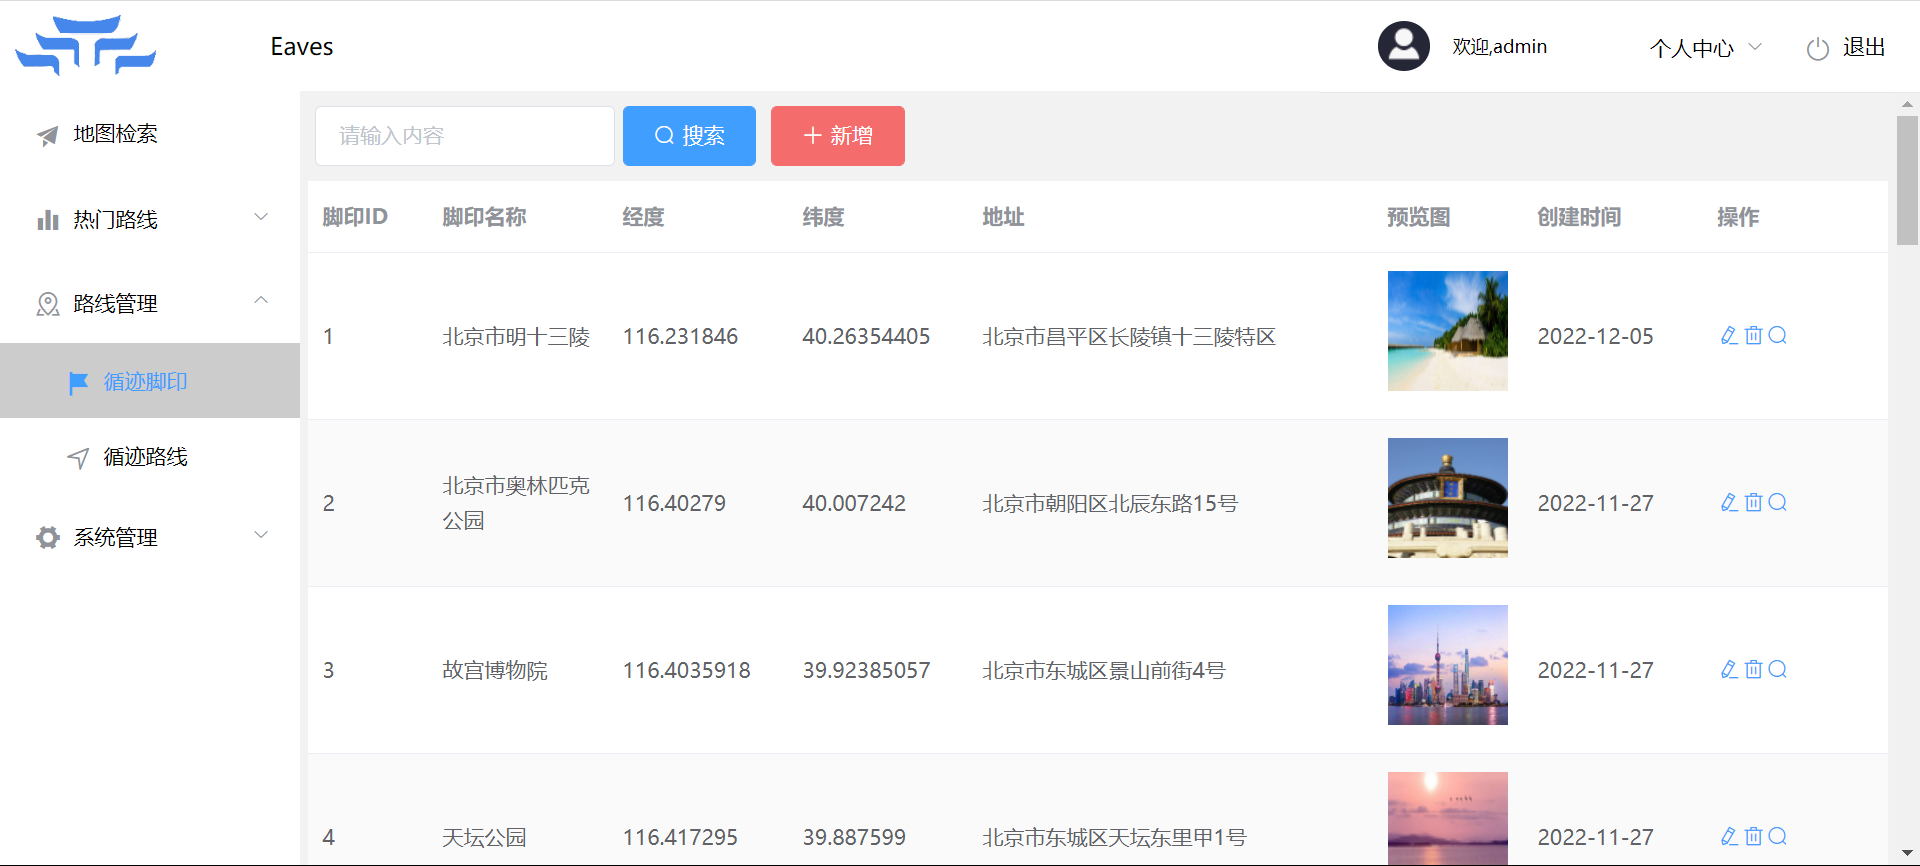 Eaves
欢迎,admin
个人中心
退出
地图检索
热门路线
路线管理
循迹脚印
循迹路线
系统管理
请输入内容
搜索
新增
脚印ID 脚印名称 经度 纬度 地址 预览图 创建时间 操作
1 北京市明十三陵 116.231846 40.26354405 北京市昌平区长陵镇十三陵特区 2022-12-05
2 北京市奥林匹克 116.40279 40.007242 北京市朝阳区北辰东路15号 2022-11-27
公园
3 故宫博物院 116.4035918 39.92385057 北京市东城区景山前街4号 2022-11-27
4 天坛公园 116.417295 39.887599 北京市东城区天坛东里甲1号 2022-11-27